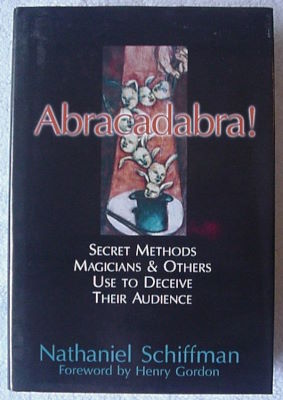 Abracadabra!
SECRET METHODS
MAGICIANS & OTHERS
USE TO DECEIVE
THEIR AUDIENCE
Nathaniel Schiffman
Foreword by Henry Gordon